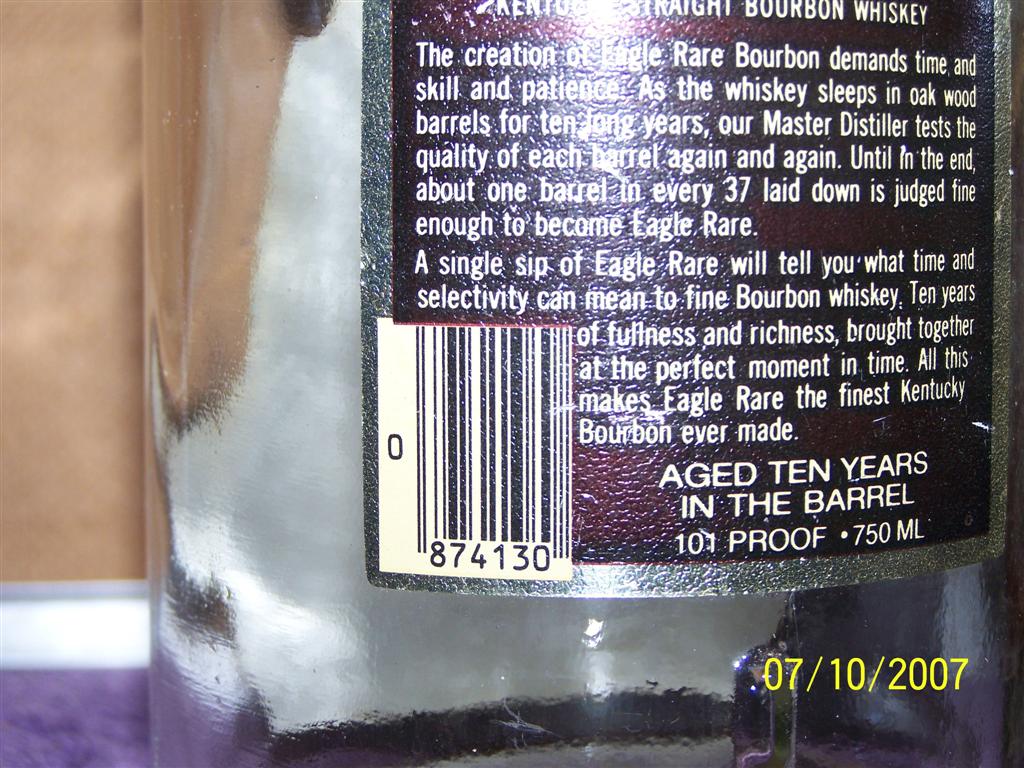 KENTUCKY STRAIGHT BOURBON WHISKEY
The creation of Eagle Rare Bourbon demands time and
skill and patience. As the whiskey sleeps in oak wood
barrels for ten long years, our Master Distiller tests the
quality of each barrel again and again. Until in the end,
about one barrel in every 37 laid down is judged fine
enough to become Eagle Rare.
A single sip of Eagle Rare will tell you what time and
selectivity can mean to fine Bourbon whiskey. Ten years
of fullness and richness, brought together
at the perfect moment in time. All this
makes Eagle Rare the finest Kentucky
Bourbon ever made.
AGED TEN YEARS
IN THE BARREL
101 PROOF • 750 ML
0
874130
07/10/2007